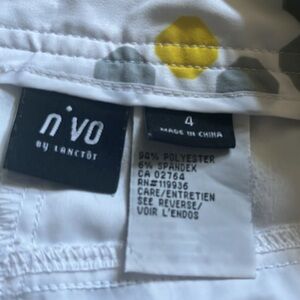 nivo
BY LANCTÔT
4
MADE IN CHINA
94% POLYESTER
6% SPANDEX
CA 02764
RN#119936
CARE/ENTRETIEN
SEE REVERSE/
VOIR L'ENDOS